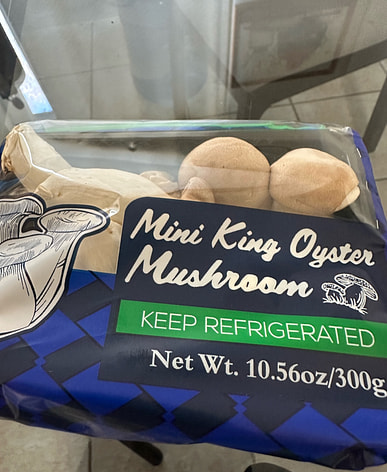 Mini King Oyster
Mushroom
KEEP REFRIGERATED
Net Wt. 10.56oz/300g